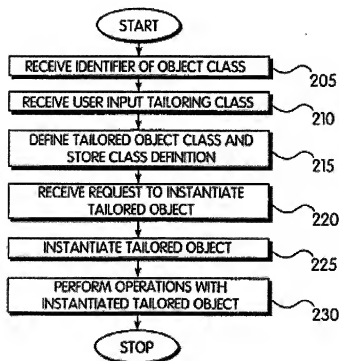 START
RECEIVE IDENTIFIER OF OBJECT CLASS
205
RECEIVE USER INPUT TAILORING CLASS
210
DEFINE TAILORED OBJECT CLASS AND
STORE CLASS DEFINITION
215
RECEIVE REQUEST TO INSTANTIATE
TAILORED OBJECT
220
INSTANTIATE TAILORED OBJECT
225
PERFORM OPERATIONS WITH
INSTANTIATED TAILORED OBJECT
230
STOP